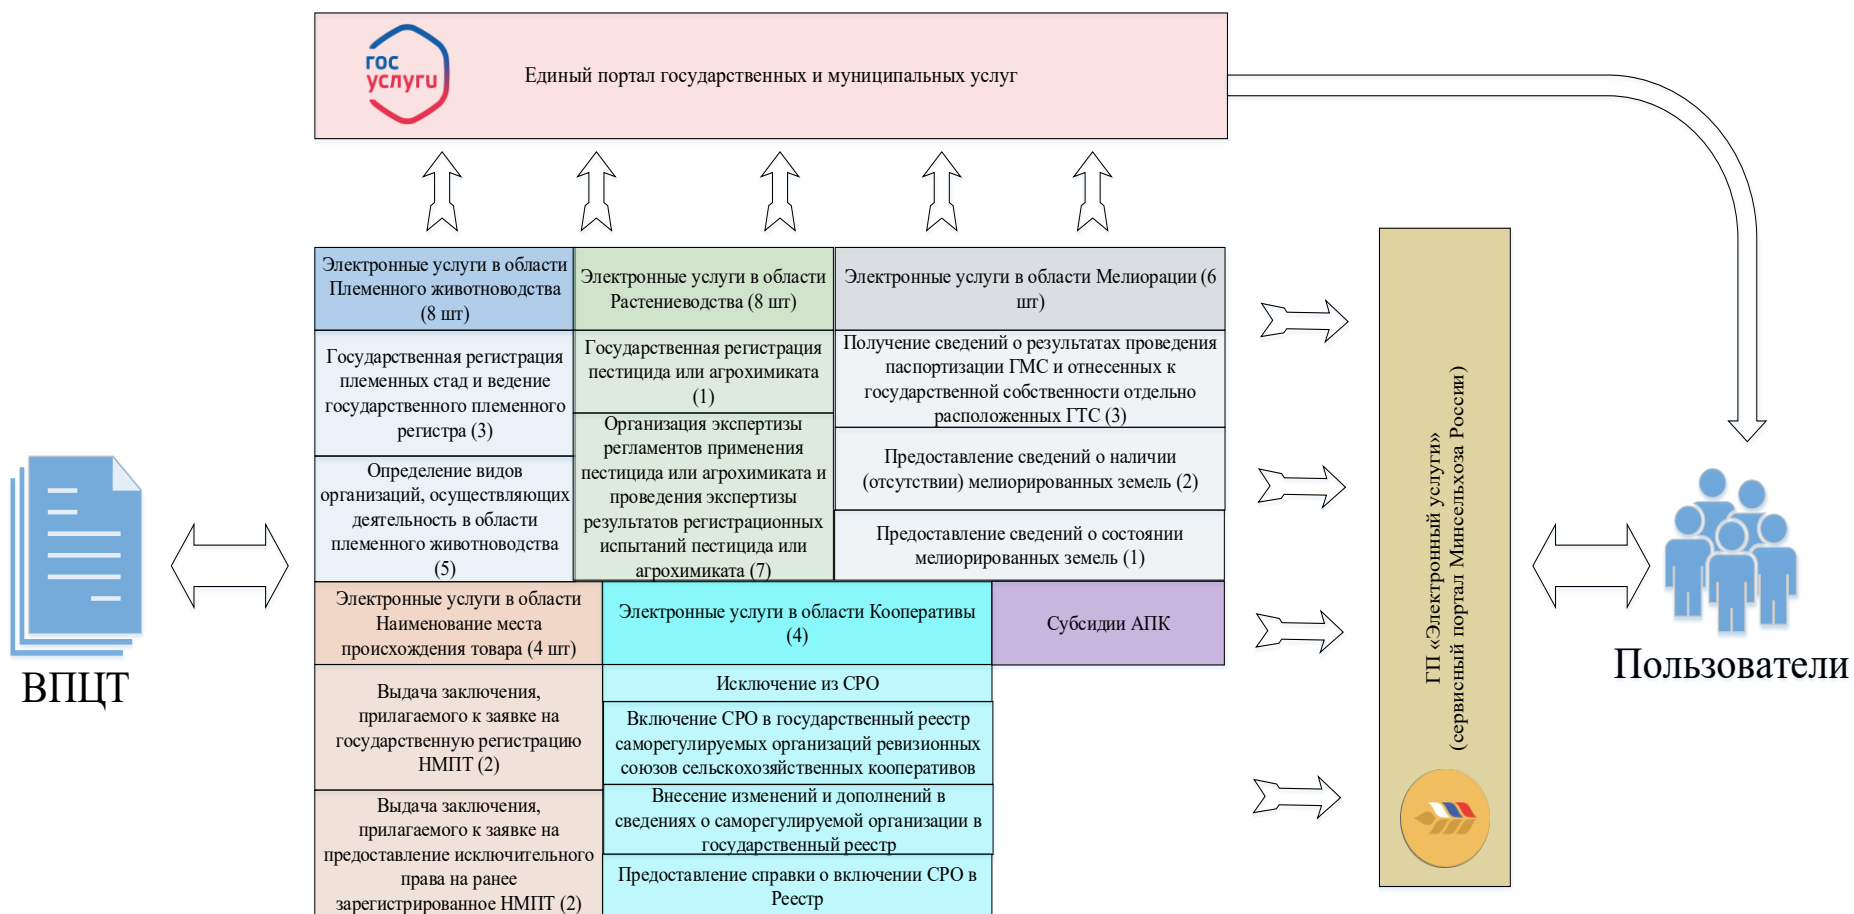 гос
услуги
Единый портал государственных и муниципальных услуг
Электронные услуги в области
Племенного животноводства
(8 шт)
Государственная регистрация
племенных стад и ведение
государственного племенного
регистра (3)
Определение видов
организаций, осуществляющих
деятельность в области
племенного животноводства
(5)
Электронные услуги в области
Растениеводства (8 шт)
Государственная регистрация
пестицида или агрохимиката
(1)
Организация экспертизы
регламентов применения
пестицида или агрохимиката и
проведения экспертизы
результатов регистрационных
испытаний пестицида или
агрохимиката (7)
Электронные услуги в области Мелиорации (6
шт)
Получение сведений о результатах проведения
паспортизации ГМС и отнесенных к
государственной собственности отдельно
расположенных ГТС (3)
Предоставление сведений о наличии
(отсутствии) мелиорированных земель (2)
Предоставление сведений о состоянии
мелиорированных земель (1)
Электронные услуги в области
Наименование места
происхождения товара (4 шт)
Выдача заключения,
прилагаемого к заявке на
государственную регистрацию
НМПТ (2)
Выдача заключения,
прилагаемого к заявке на
предоставление исключительного
права на ранее
зарегистрированное НМПТ (2)
Электронные услуги в области Кооперативы
(4)
Исключение из СРО
Включение СРО в государственный реестр
саморегулируемых организаций ревизионных
союзов сельскохозяйственных кооперативов
Внесение изменений и дополнений в
сведениях о саморегулируемой организации в
государственный реестр
Предоставление справки о включении СРО в
Реестр
Субсидии АПК
ВПЦТ
ГП «Электронный услуги»
(сервисный портал Минсельхоза России)
Пользователи